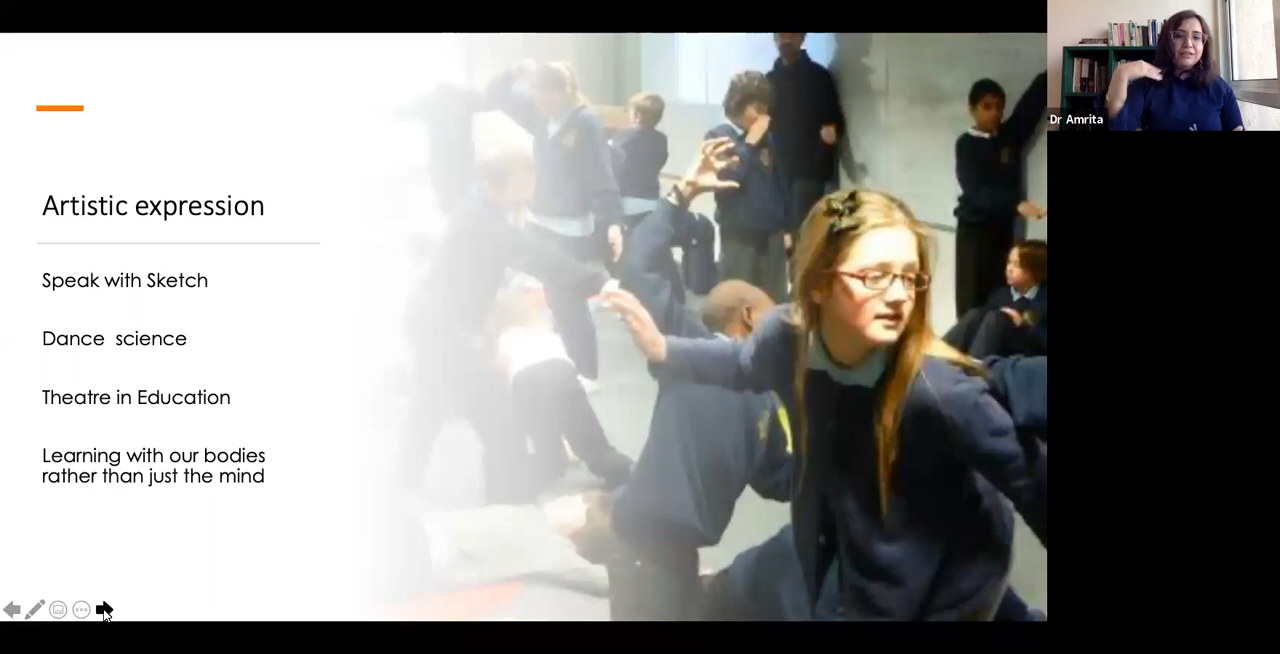 Dr Amrita
Artistic expression
Speak with Sketch
Dance  science
Theatre in Education
Learning with our bodies
rather than just the mind